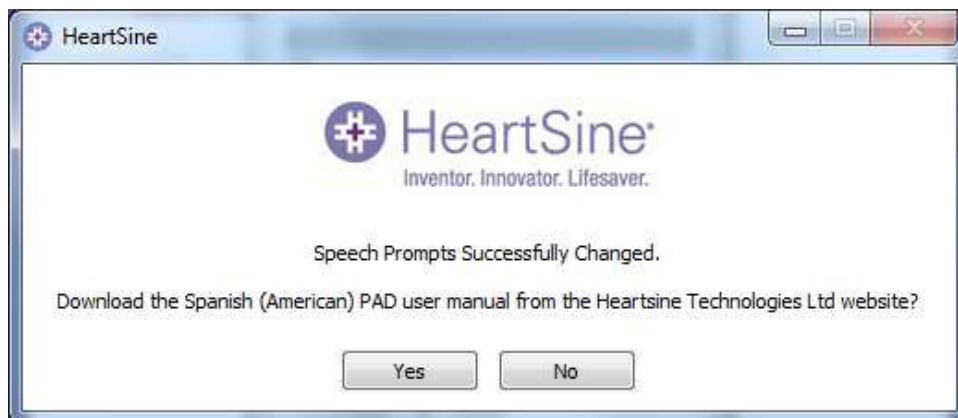 HeartSine
HeartSine
Inventor. Innovator. Lifesaver.
Speech Prompts Successfully Changed.
Download the Spanish (American) PAD user manual from the Heartsine Technologies Ltd website?
Yes
No